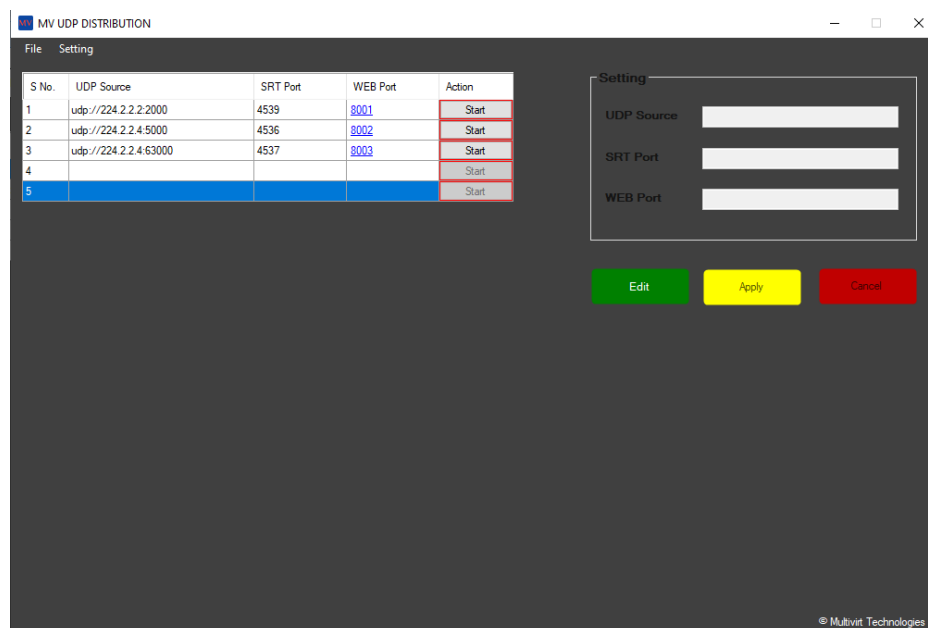 MV MV UDP DISTRIBUTION
File Setting
S No. UDP Source SRT Port WEB Port Action
1 udp://224.2.2.2:2000 4539 8001 Start
2 udp://224.2.2.4:5000 4536 8002 Start
3 udp://224.2.2.4:63000 4537 8003 Start
4 Start
5 Start
Setting
UDP Source
SRT Port
WEB Port
Edit Apply Cancel
© Multivirt Technologies